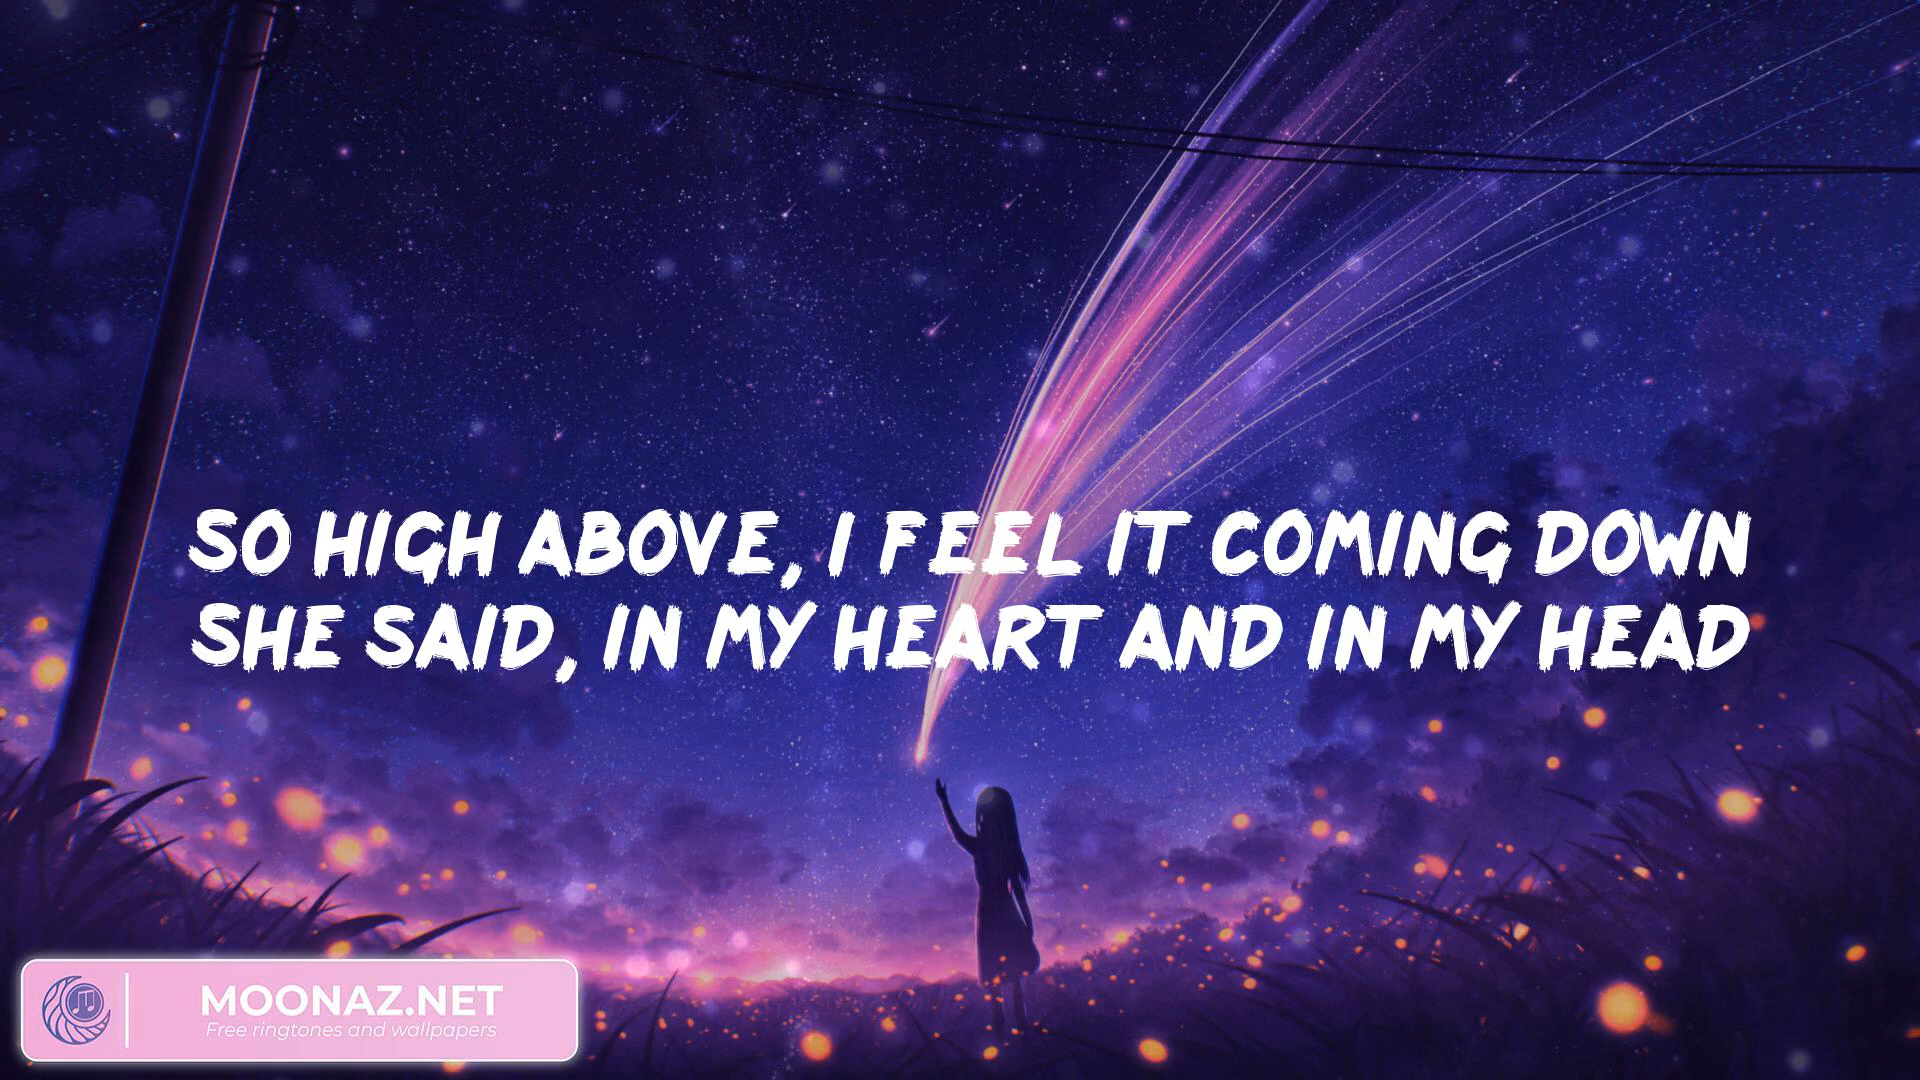 SO HIGH ABOVE, I FEEL IT COMING DOWN
SHE SAID, IN MY HEART AND IN MY HEAD
MOONAZ.NET
Free ringtones and wallpapers